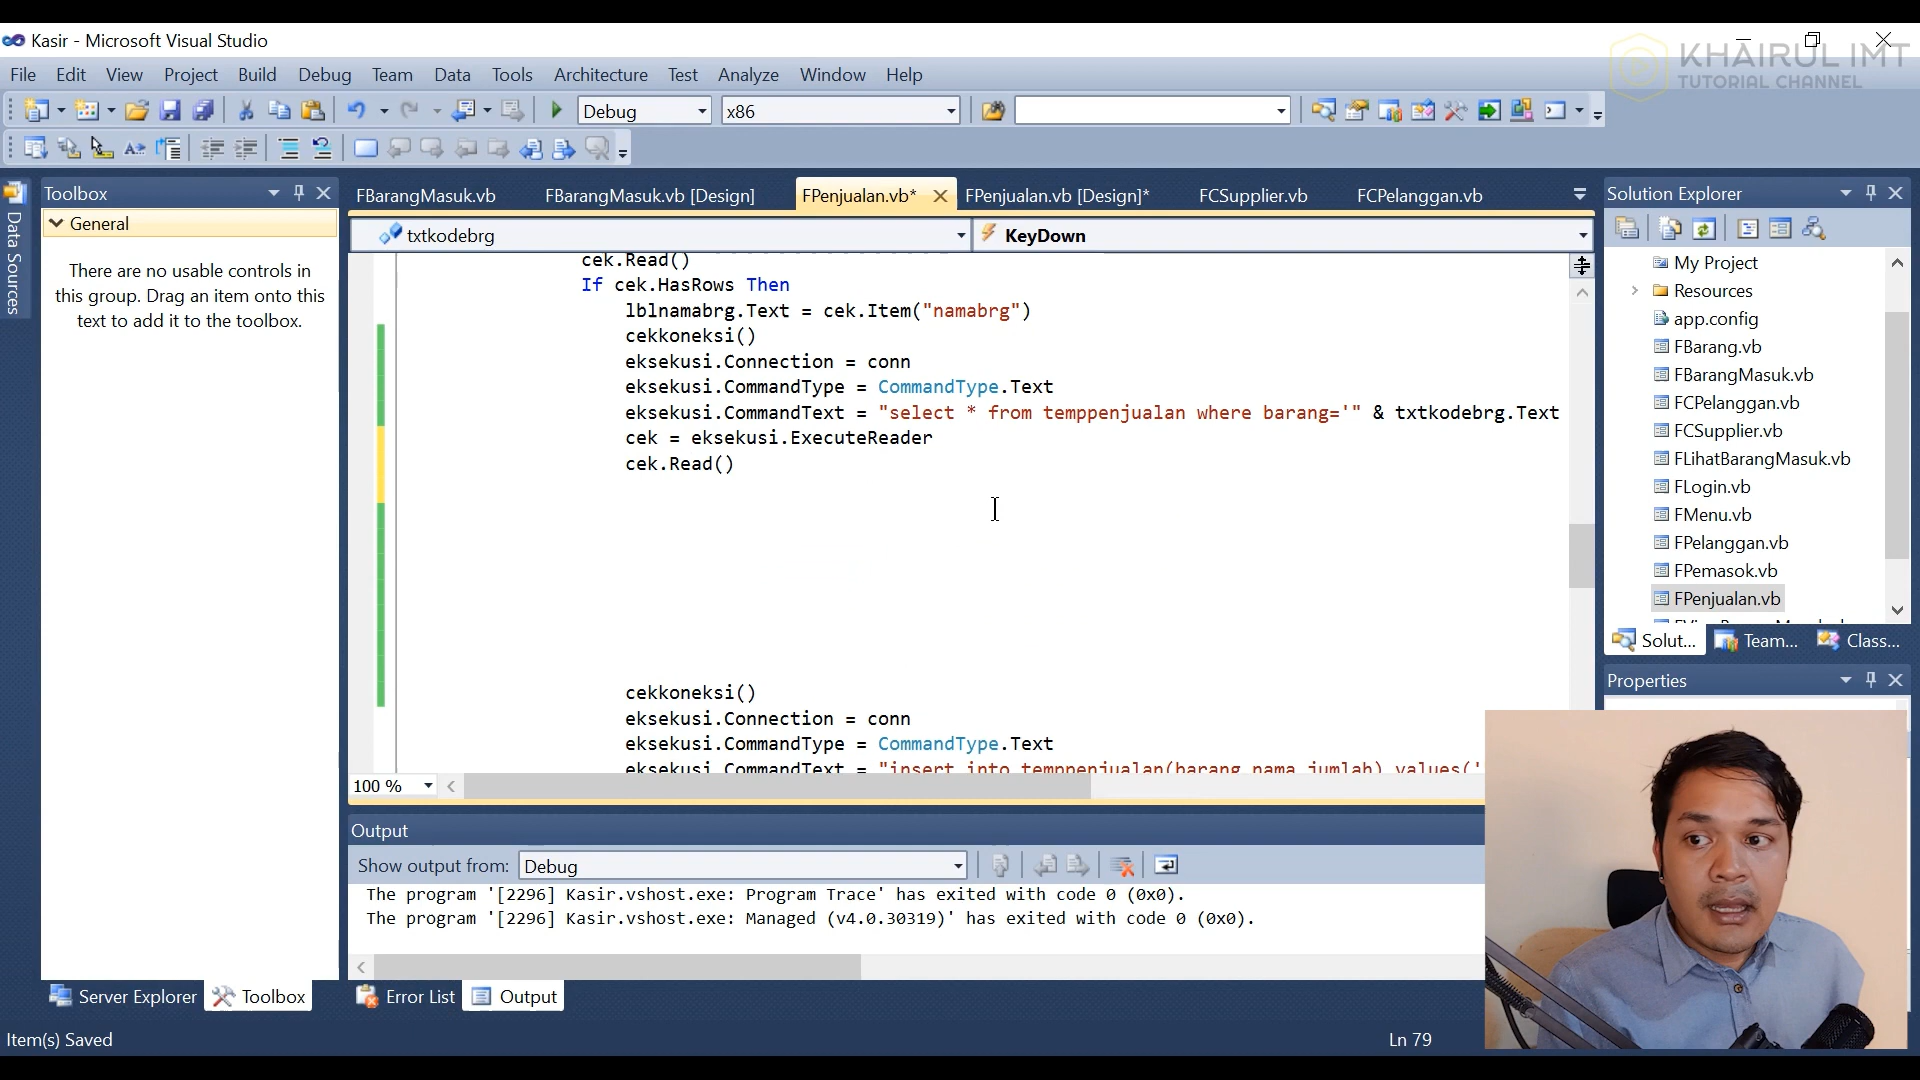 Kasir - Microsoft Visual Studio
KHAIRUL IMT
TUTORIAL CHANNEL
File Edit View Project Build Debug Team Data Tools Architecture Test Analyze Window Help
Debug x86
Data Sources
Toolbox
General
There are no usable controls in
this group. Drag an item onto this
text to add it to the toolbox.
FBarangMasuk.vb FBarangMasuk.vb [Design] FPenjualan.vb* FPenjualan.vb [Design]* FCSupplier.vb FCPelanggan.vb
txtkodebrg KeyDown
cek.Read()
If cek.HasRows Then
lblnamabrg.Text = cek.Item("namabrg")
cekkoneksi()
eksekusi.Connection = conn
eksekusi.CommandType = CommandType.Text
eksekusi.CommandText = "select * from temppenjualan where barang='" & txtkodebrg.Text
cek = eksekusi.ExecuteReader
cek.Read()
cekkoneksi()
eksekusi.Connection = conn
eksekusi.CommandType = CommandType.Text
eksekusi.CommandText = "insert into temppenjualan(barang,nama,jumlah) values('
100 %
Output
Show output from: Debug
The program '[2296] Kasir.vshost.exe: Program Trace' has exited with code 0 (0x0).
The program '[2296] Kasir.vshost.exe: Managed (v4.0.30319)' has exited with code 0 (0x0).
Server Explorer Toolbox Error List Output
Item(s) Saved
Ln 79
Solution Explorer
My Project
Resources
app.config
FBarang.vb
FBarangMasuk.vb
FCPelanggan.vb
FCSupplier.vb
FLihatBarangMasuk.vb
FLogin.vb
FMenu.vb
FPelanggan.vb
FPemasok.vb
FPenjualan.vb
Solut... Team... Class...
Properties